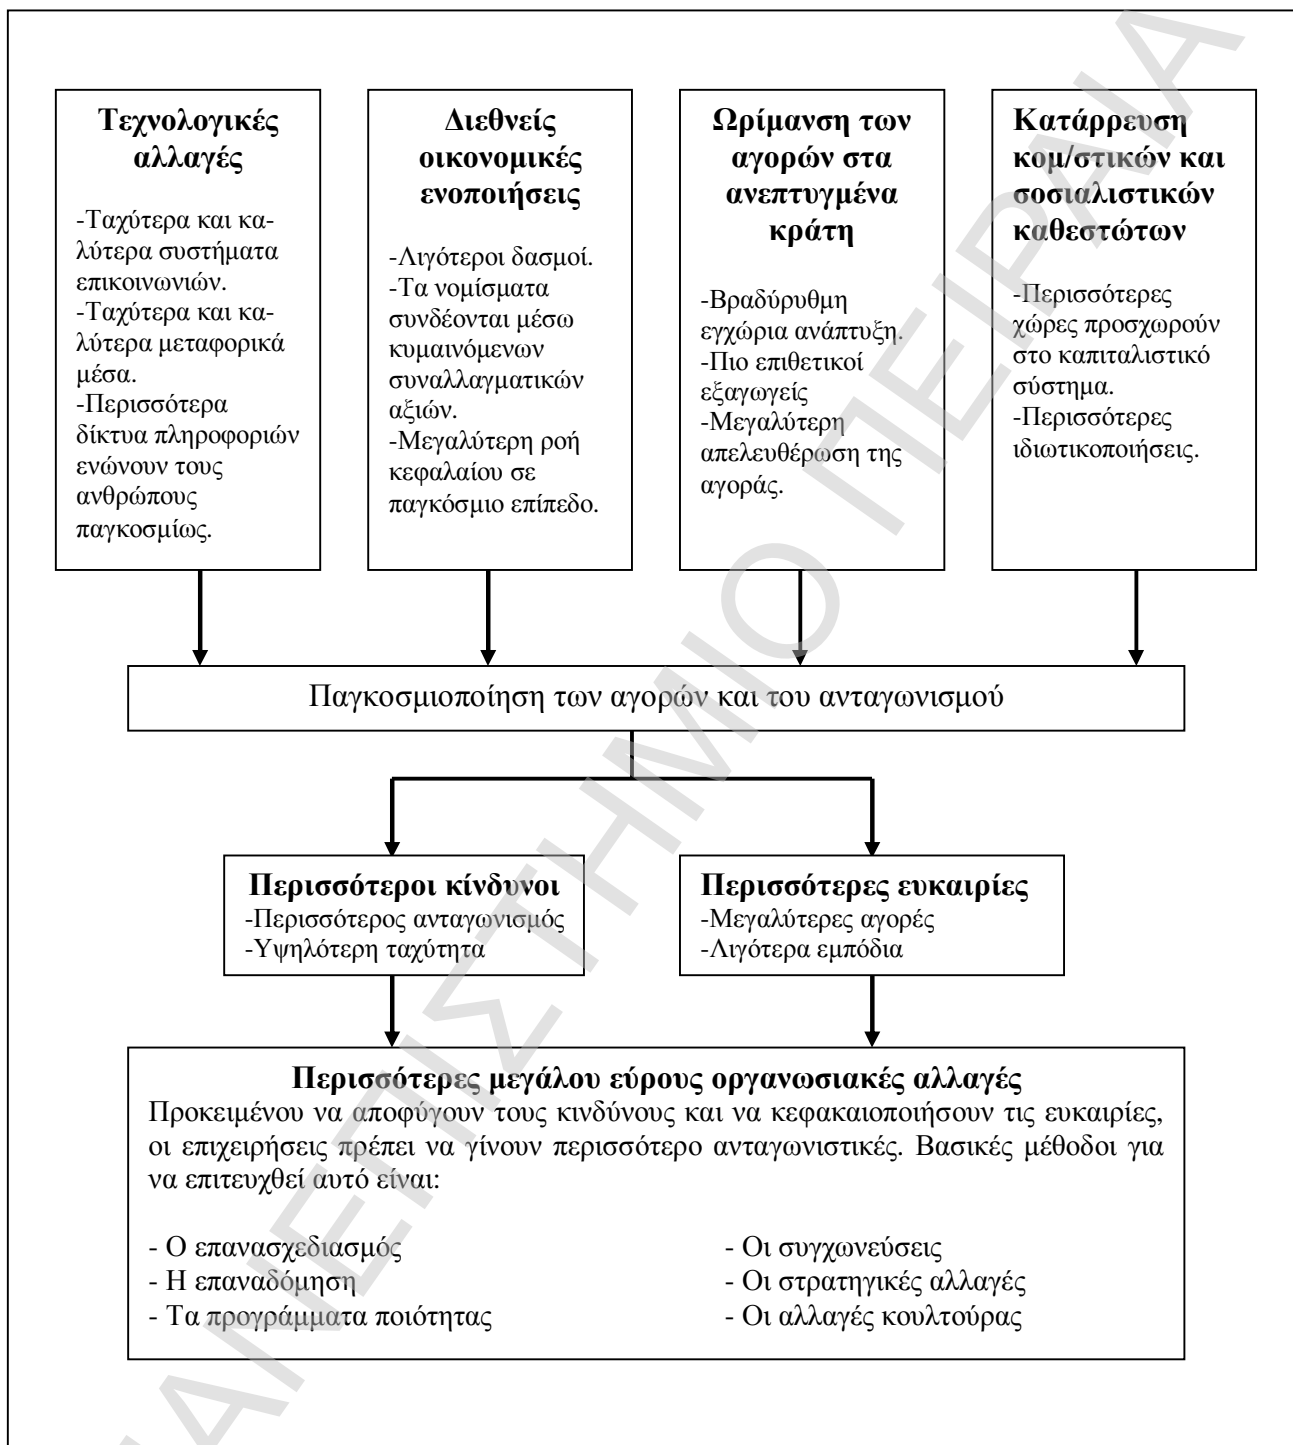 Τεχνολογικές
αλλαγές
-Ταχύτερα και κα-
λύτερα συστήματα
επικοινωνιών.
-Ταχύτερα και κα-
λύτερα μεταφορικά
μέσα.
-Περισσότερα
δίκτυα πληροφοριών
ενώνουν τους
ανθρώπους
παγκοσμίως.
Διεθνείς
οικονομικές
ενοποιήσεις
-Λιγότεροι δασμοί.
-Τα νομίσματα
συνδέονται μέσω
κυμαινόμενων
συναλλαγματικών
αξιών.
-Μεγαλύτερη ροή
κεφαλαίου σε
παγκόσμιο επίπεδο.
Ωρίμανση των
αγορών στα
ανεπτυγμένα
κράτη
-Βραδύρυθμη
εγχώρια ανάπτυξη.
-Πιο επιθετικοί
εξαγωγείς
-Μεγαλύτερη
απελευθέρωση της
αγοράς.
Κατάρρευση
κομ/στικών και
σοσιαλιστικών
καθεστώτων
-Περισσότερες
χώρες προσχωρούν
στο καπιταλιστικό
σύστημα.
-Περισσότερες
ιδιωτικοποιήσεις.
Παγκοσμιοποίηση των αγορών και του ανταγωνισμού
Περισσότεροι κίνδυνοι
-Περισσότερος ανταγωνισμός
-Υψηλότερη ταχύτητα
Περισσότερες ευκαιρίες
-Μεγαλύτερες αγορές
-Λιγότερα εμπόδια
Περισσότερες μεγάλου εύρους οργανωσιακές αλλαγές
Προκειμένου να αποφύγουν τους κινδύνους και να κεφακαιοποιήσουν τις ευκαιρίες,
οι επιχειρήσεις πρέπει να γίνουν περισσότερο ανταγωνιστικές. Βασικές μέθοδοι για
να επιτευχθεί αυτό είναι:
- Ο επανασχεδιασμός
- Η επαναδόμηση
- Τα προγράμματα ποιότητας
- Οι συγχωνεύσεις
- Οι στρατηγικές αλλαγές
- Οι αλλαγές κουλτούρας
ΠΑΝΕΠΙΣΤΗΜΙΟ ΠΕΙΡΑΙΑ